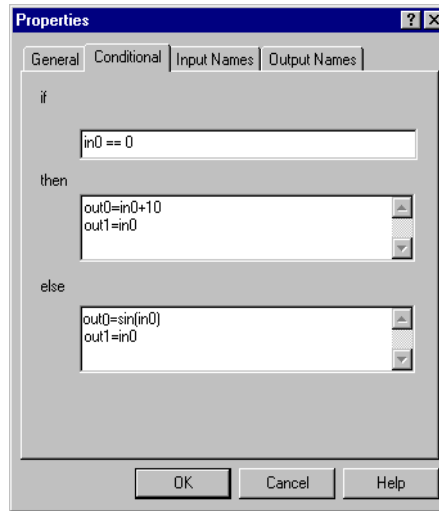 Properties
General Conditional Input Names Output Names
if
in0 == 0
then
out0=in0+10
out1=in0
else
out0=sin(in0)
out1=in0
OK Cancel Help